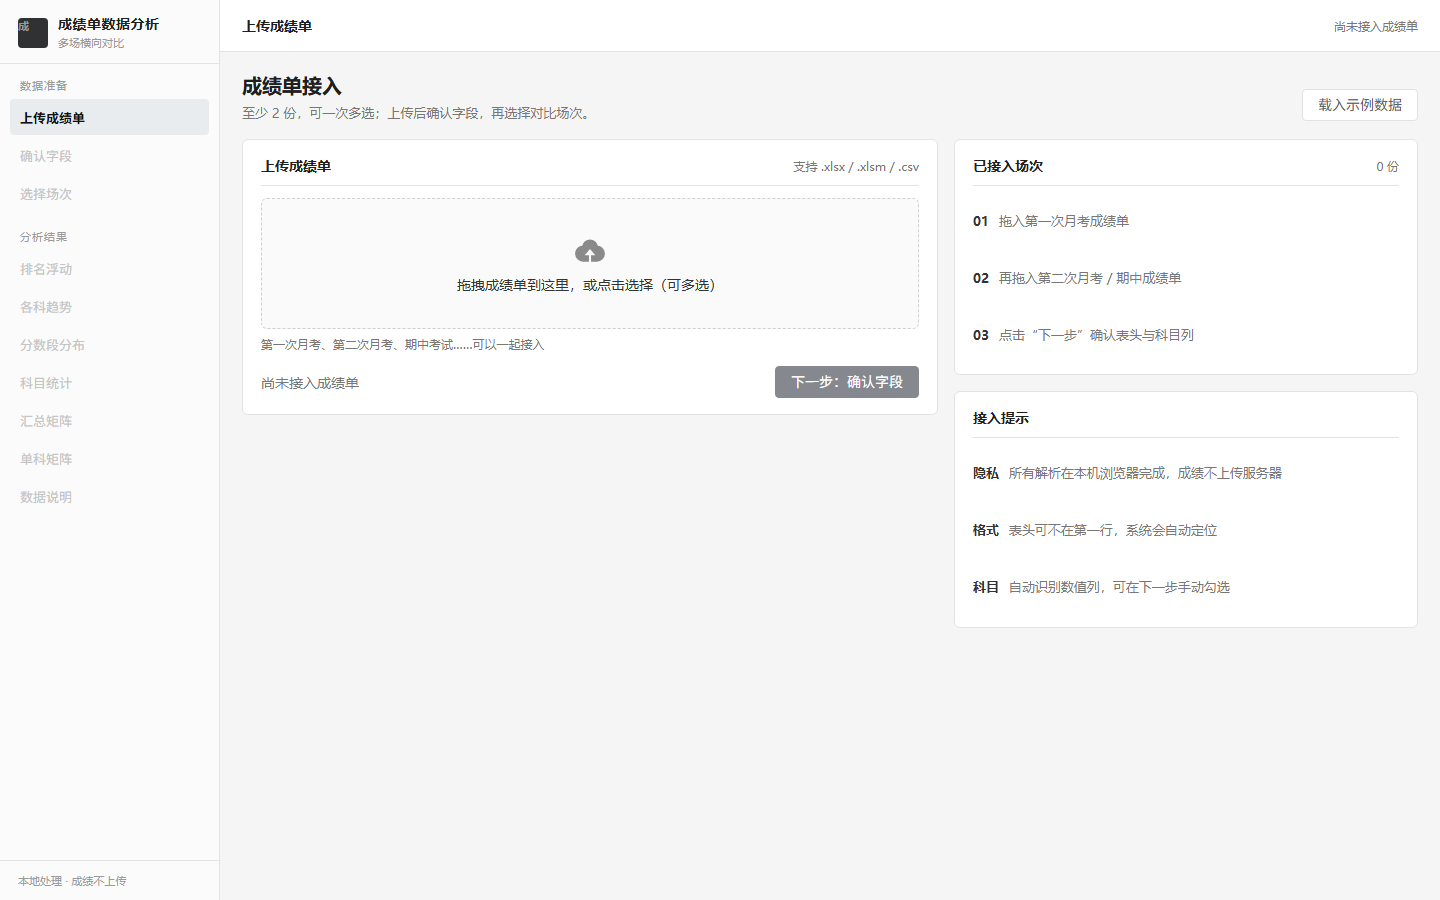 成
成绩单数据分析
多场横向对比
数据准备
上传成绩单
确认字段
选择场次
分析结果
排名浮动
各科趋势
分数段分布
科目统计
汇总矩阵
单科矩阵
数据说明
本地处理 · 成绩不上传
上传成绩单
尚未接入成绩单
成绩单接入
至少 2 份，可一次多选；上传后确认字段，再选择对比场次。
载入示例数据
上传成绩单
支持 .xlsx / .xlsm / .csv
拖拽成绩单到这里，或点击选择（可多选）
第一次月考、第二次月考、期中考试……可以一起接入
尚未接入成绩单
下一步：确认字段
已接入场次
0 份
01 拖入第一次月考成绩单
02 再拖入第二次月考 / 期中成绩单
03 点击“下一步”确认表头与科目列
接入提示
隐私 所有解析在本机浏览器完成，成绩不上传服务器
格式 表头可不在第一行，系统会自动定位
科目 自动识别数值列，可在下一步手动勾选